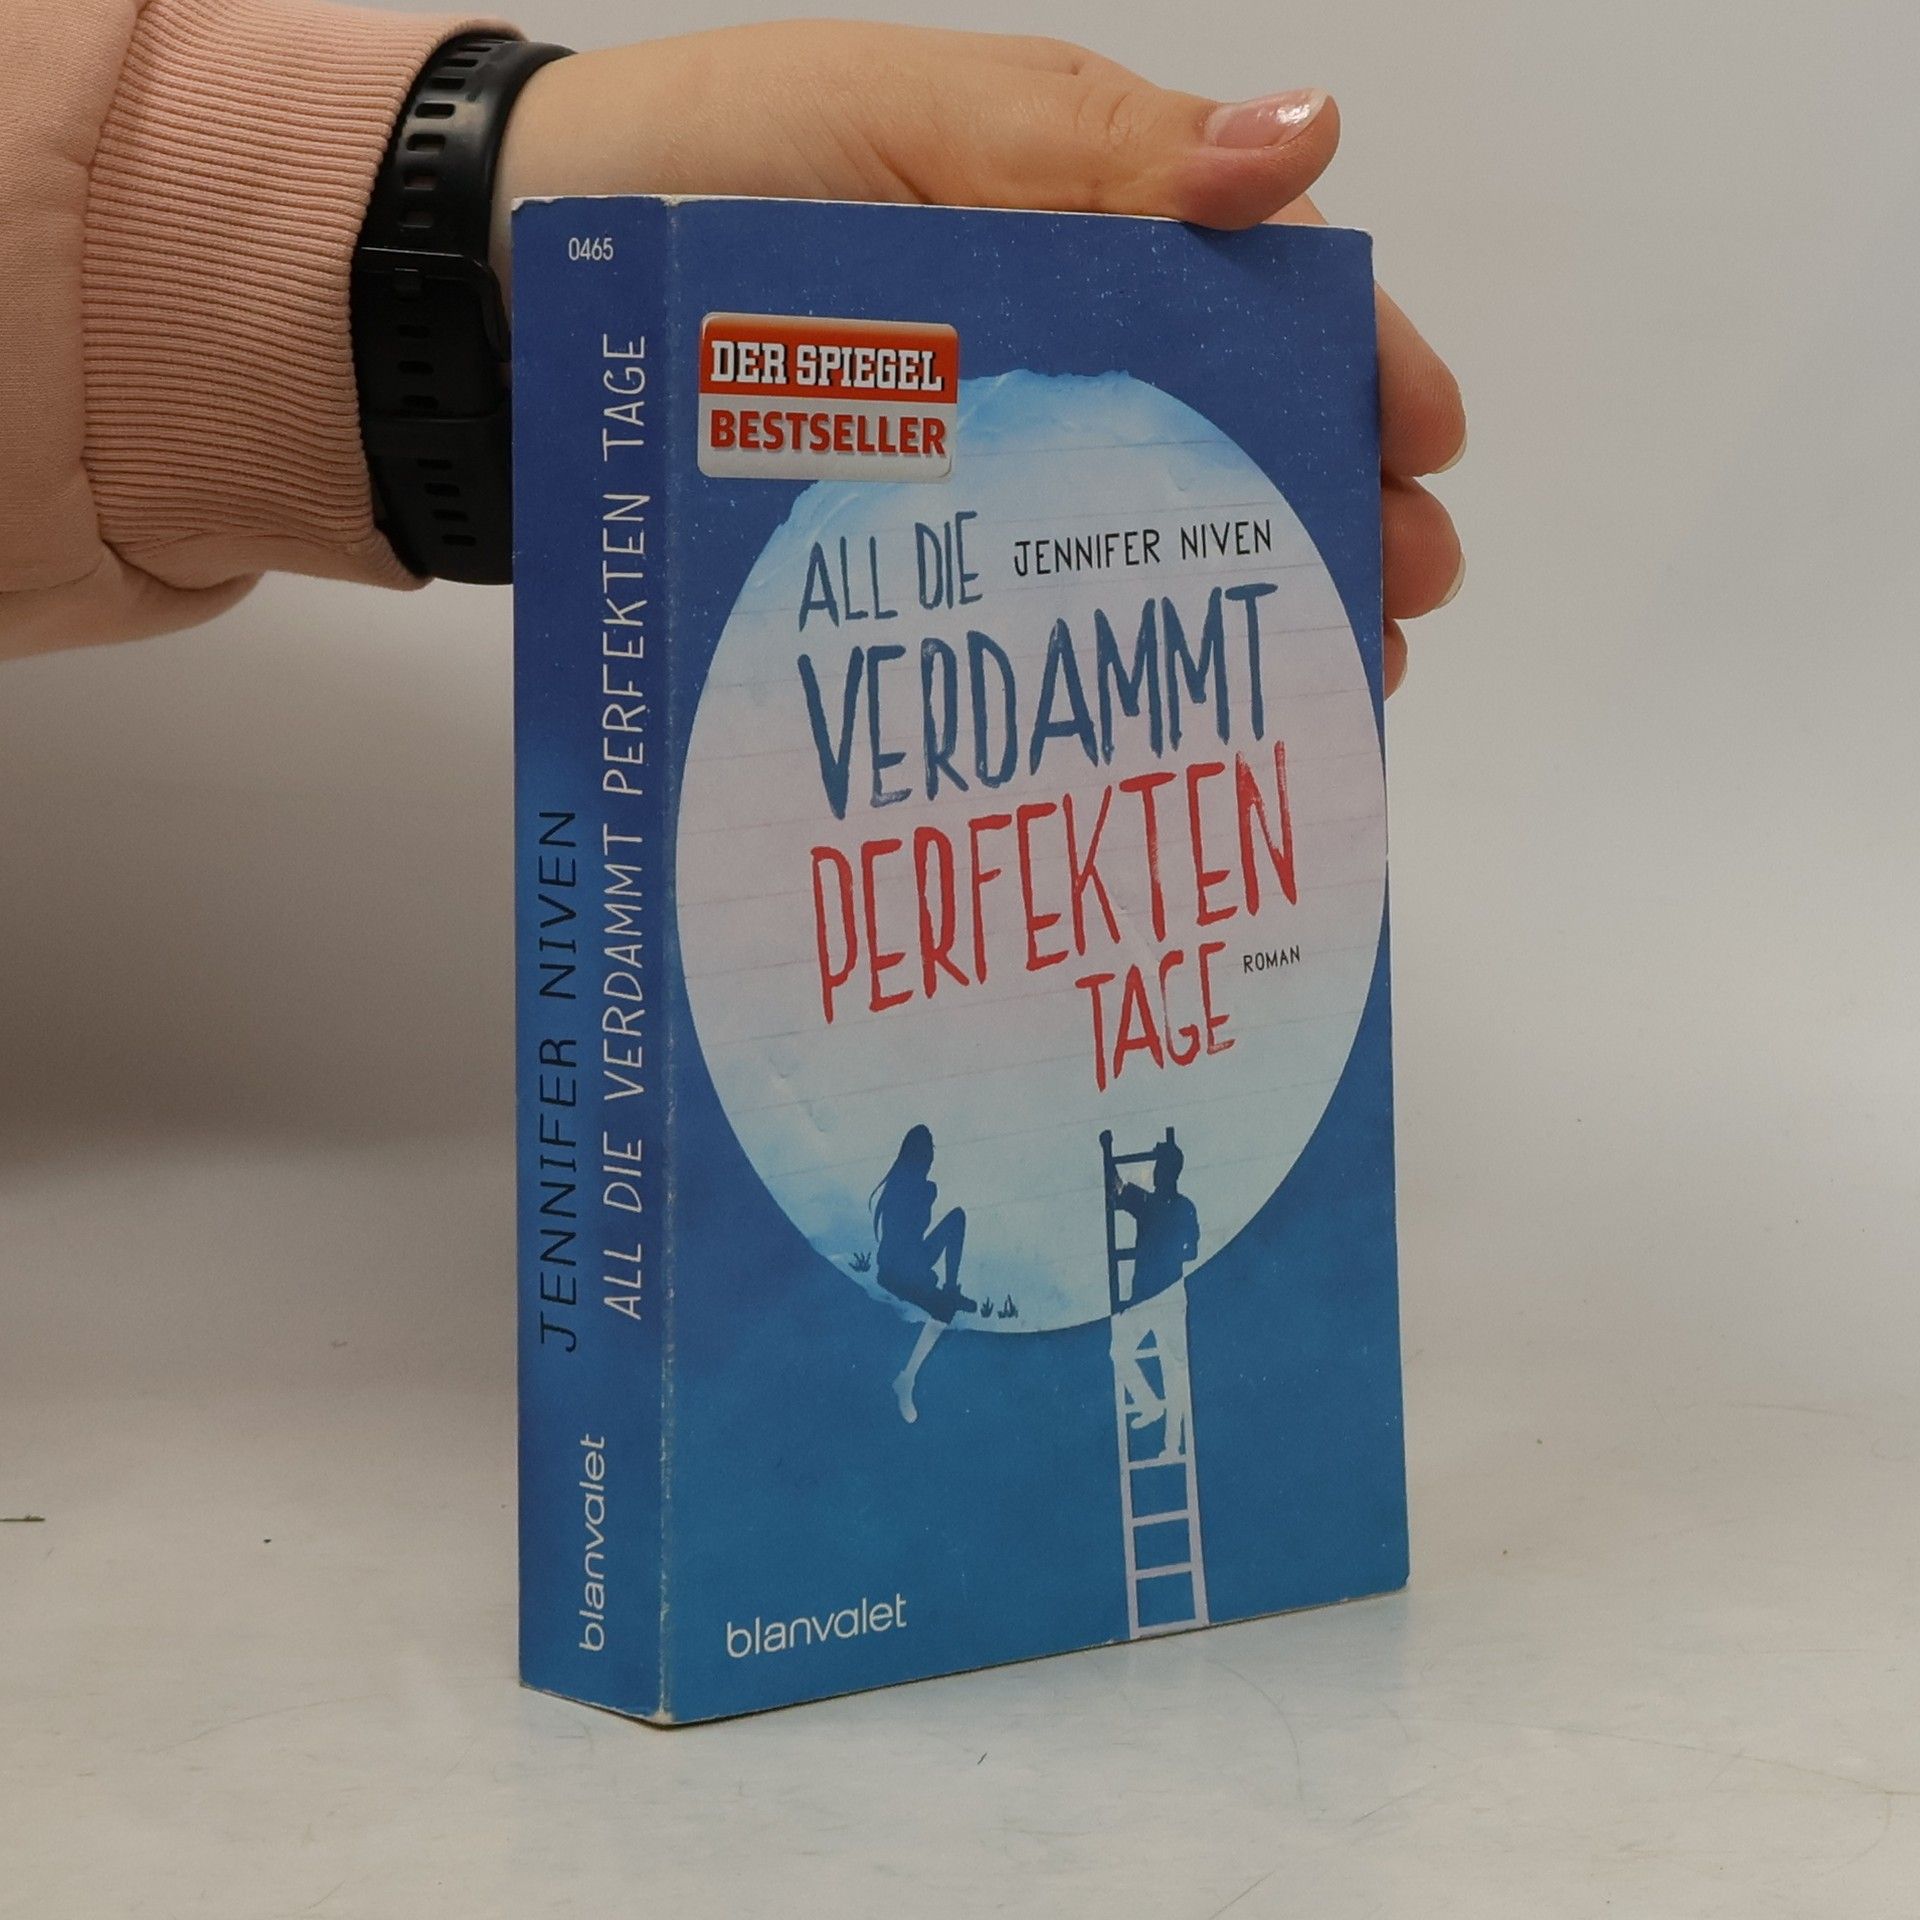 0465
JENNIFER NIVEN
ALL DIE VERDAMMT PERFEKTEN TAGE
blanvalet
DER SPIEGEL
BESTSELLER
ALL DIE
JENNIFER NIVEN
VERDAMMT
PERFEKTEN
TAGE
ROMAN
blanvalet